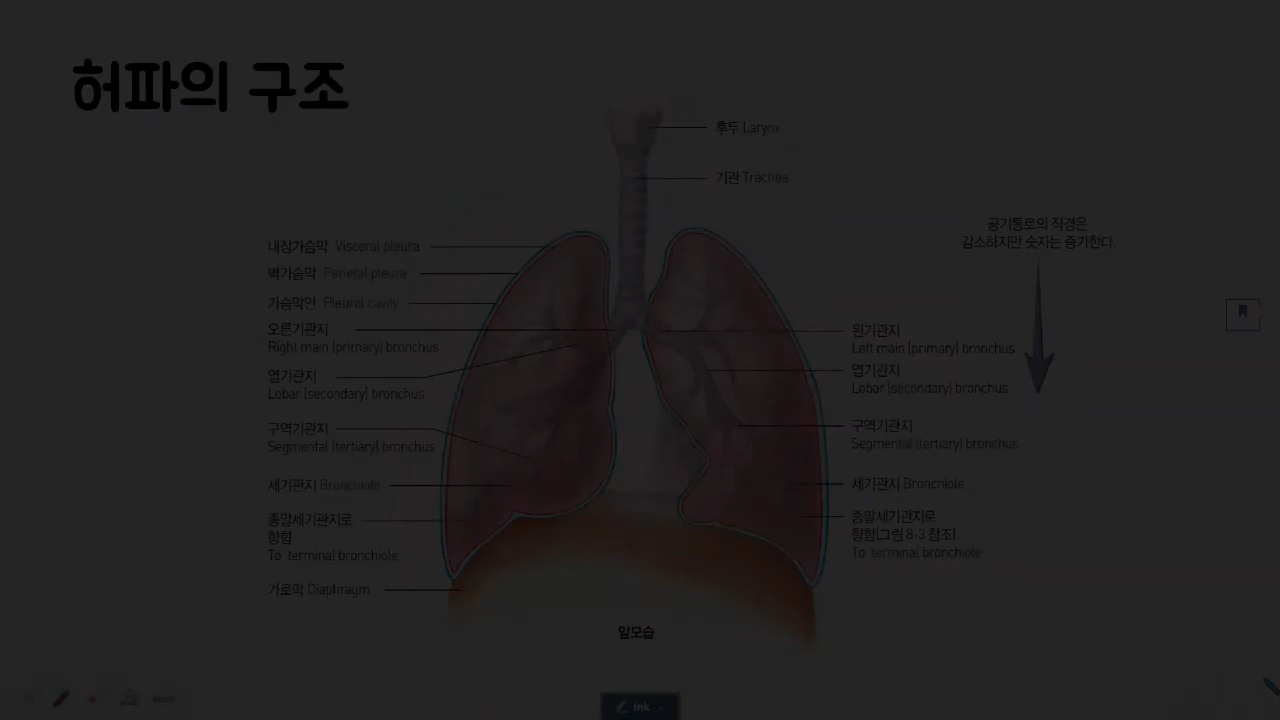 허파의 구조
후두 Larynx
기관 Trachea
공기통로의 직경은
감소하지만 숫자는 증가한다.
내장가슴막 Visceral pleura
벽가슴막 Parietal pleura
가슴막안 Pleural cavity
오른기관지
Right main (primary) bronchus
엽기관지
Lobar (secondary) bronchus
구역기관지
Segmental (tertiary) bronchus
세기관지 Bronchiole
종말세기관지로
향함
To terminal bronchiole
가로막 Diaphragm
왼기관지
Left main (primary) bronchus
엽기관지
Lobar (secondary) bronchus
구역기관지
Segmental (tertiary) bronchus
세기관지 Bronchiole
종말세기관지로
향함(그림 8-3 참조)
To terminal bronchiole
앞모습
Ink